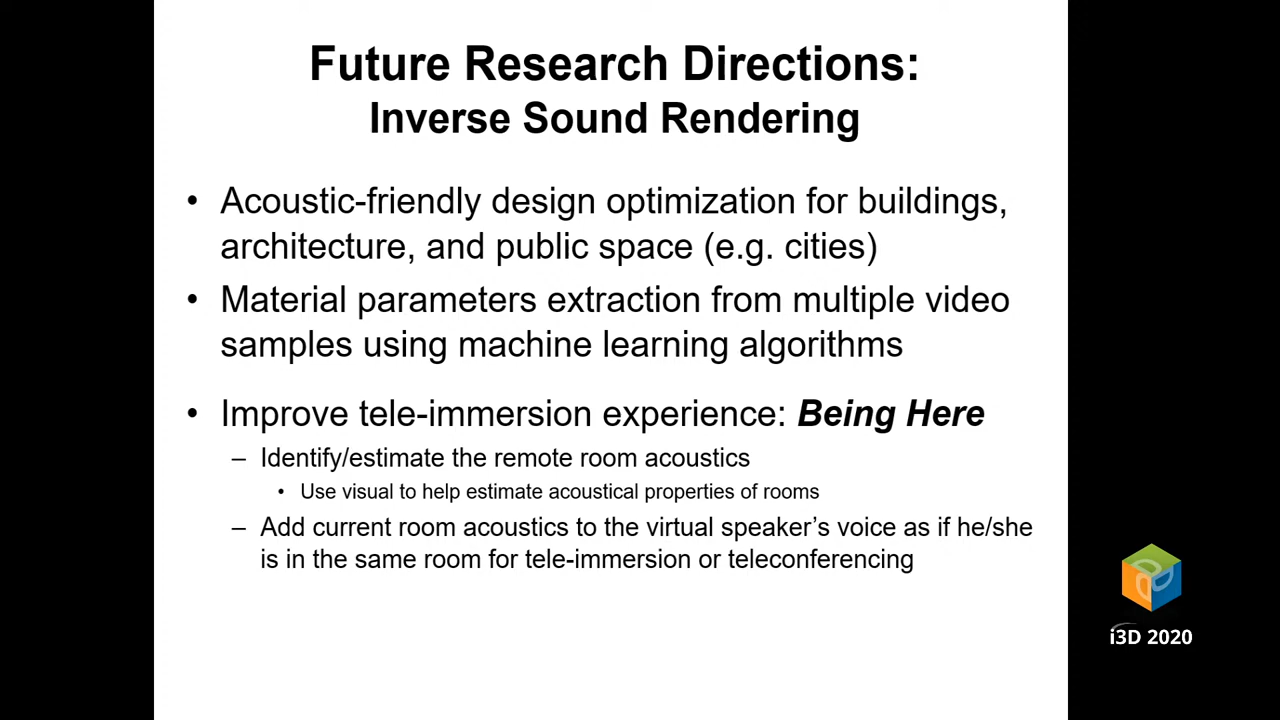 Future Research Directions:
Inverse Sound Rendering
• Acoustic-friendly design optimization for buildings,
architecture, and public space (e.g. cities)
• Material parameters extraction from multiple video
samples using machine learning algorithms
• Improve tele-immersion experience: Being Here
– Identify/estimate the remote room acoustics
• Use visual to help estimate acoustical properties of rooms
– Add current room acoustics to the virtual speaker’s voice as if he/she
is in the same room for tele-immersion or teleconferencing
i3D 2020